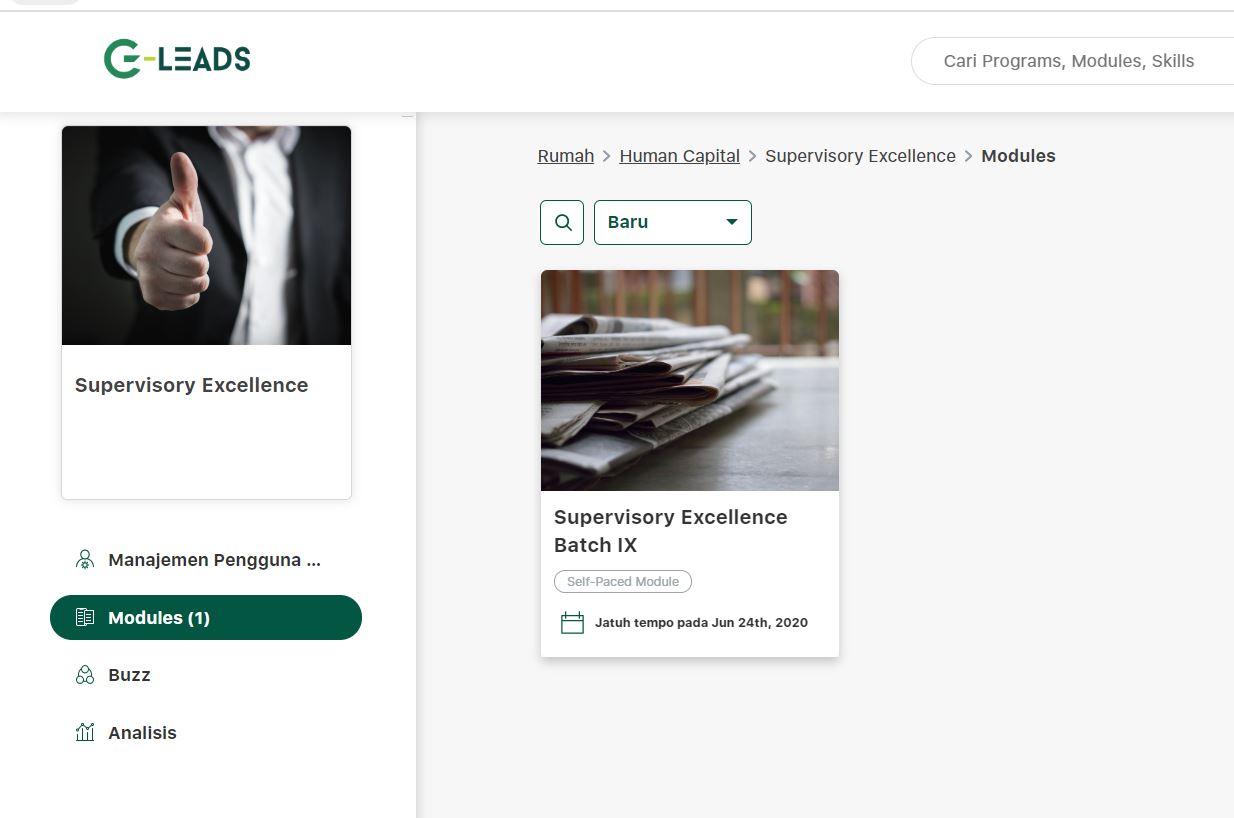 G-LEADS
Cari Programs, Modules, Skills
Rumah > Human Capital > Supervisory Excellence > Modules
Baru
Supervisory Excellence
Manajemen Pengguna ...
Modules (1)
Buzz
Analisis
Supervisory Excellence
Batch IX
Self-Paced Module
Jatuh tempo pada Jun 24th, 2020